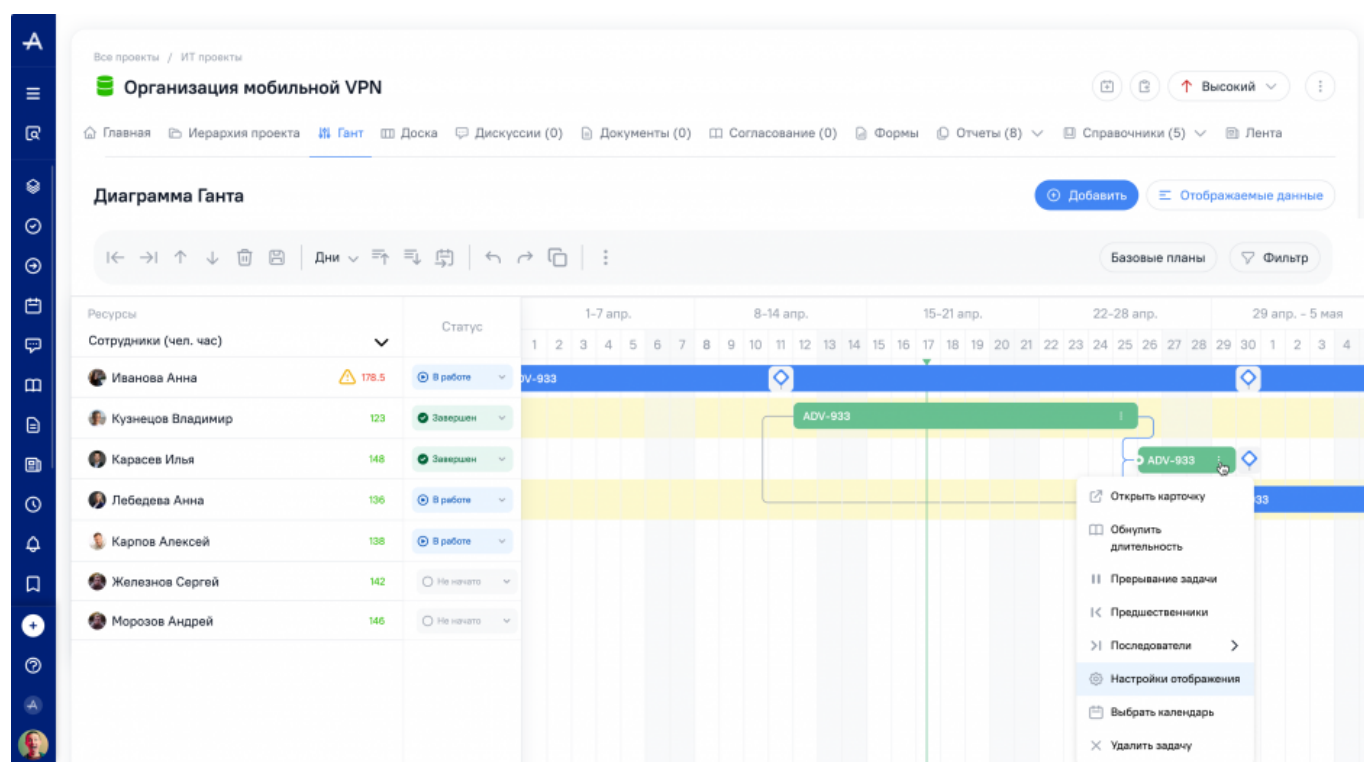 Все проекты / ИТ проекты
Организация мобильной VPN
Высокий
Главная Иерархия проекта Гант Доска Дискуссии (0) Документы (0) Согласование (0) Формы Отчеты (8) Справочники (5) Лента
Диаграмма Ганта
Добавить Отображаемые данные
Дни
Базовые планы Фильтр
Ресурсы
Сотрудники (чел. час)
Статус
1-7 апр. 8-14 апр. 15-21 апр. 22-28 апр. 29 апр. - 5 мая
1 2 3 4 5 6 7 8 9 10 11 12 13 14 15 16 17 18 19 20 21 22 23 24 25 26 27 28 29 30 1 2 3 4
Иванова Анна 178.5 В работе DV-933
Кузнецов Владимир 123 Завершен ADV-933
Карасев Илья 148 Завершен ADV-933
Лебедева Анна 136 В работе 933
Карпов Алексей 138 В работе
Железнов Сергей 142 Не начато
Морозов Андрей 146 Не начато
Открыть карточку
Обнулить
длительность
Прерывание задачи
Предшественники
Последователи
Настройки отображения
Выбрать календарь
Удалить задачу